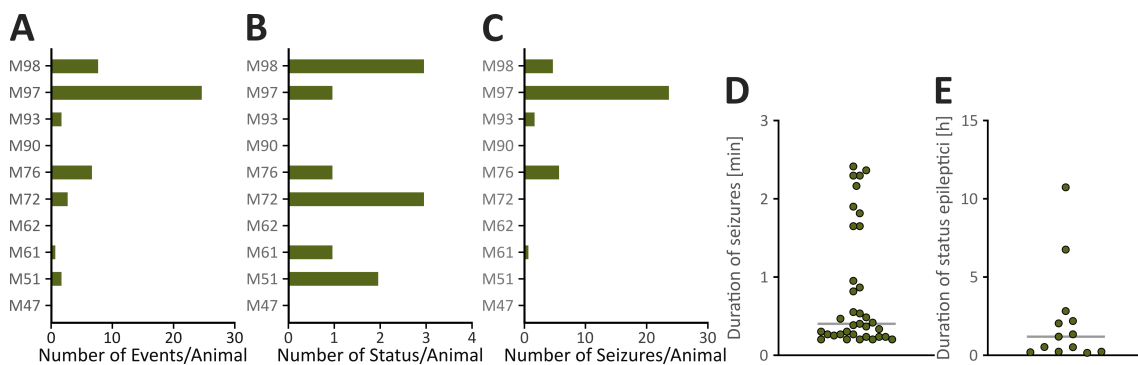 A
M98
M97
M93
M90
M76
M72
M62
M61
M51
M47
0 10 20 30
Number of Events/Animal
B
M98
M97
M93
M90
M76
M72
M62
M61
M51
M47
0 1 2 3 4
Number of Status/Animal
C
M98
M97
M93
M90
M76
M72
M62
M61
M51
M47
0 10 20 30
Number of Seizures/Animal
D
Duration of seizures [min]
3
2
1
0
E
Duration of status epileptici [h]
15
10
5
0